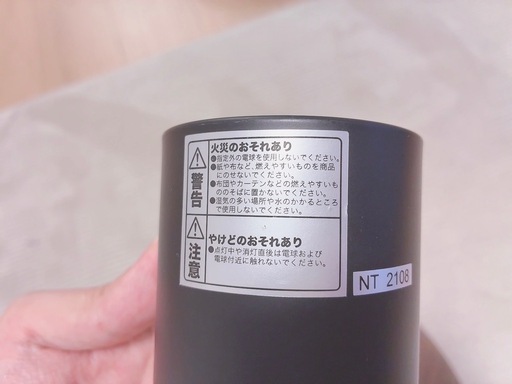 警告
火災のおそれあり
●指定外の電球を使用しないでください。
●紙や布など、燃えやすいものを商品
にのせないでください。
●布団やカーテンなどの燃えやすいも
ののそばに置かないでください。
●湿気の多い場所や水のかかるところ
で使用しないでください。
注意
やけどのおそれあり
●点灯中や消灯直後は電球および
電球付近に触れないでください。
NT 2108